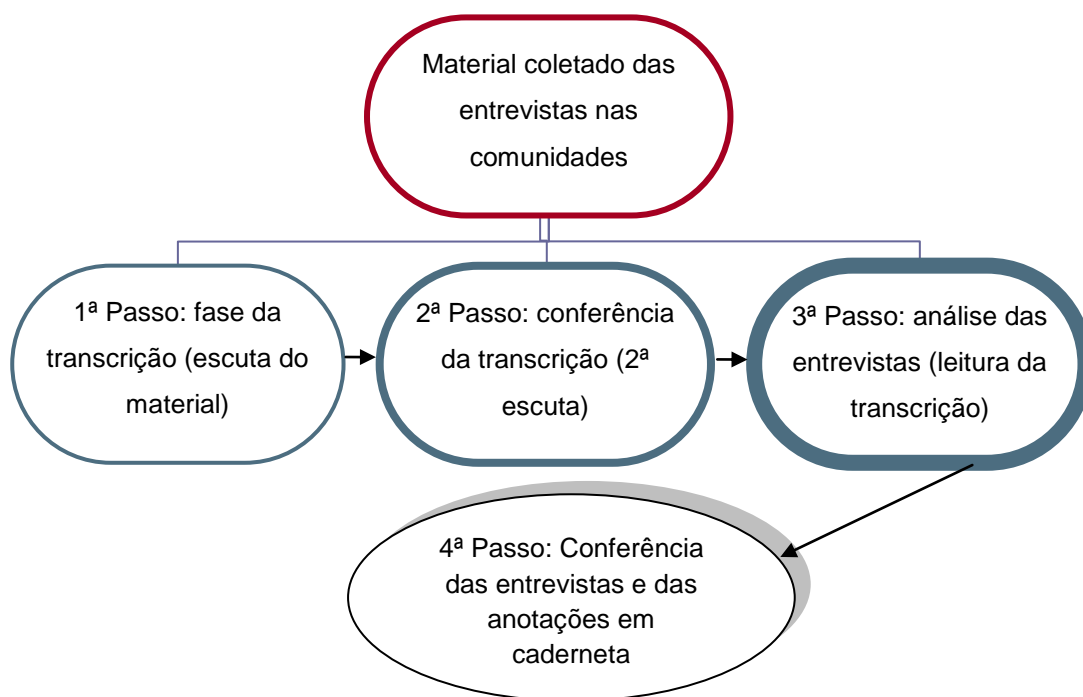 Material coletado das
entrevistas nas
comunidades
1ª Passo: fase da
transcrição (escuta do
material)
2ª Passo: conferência
da transcrição (2ª
escuta)
3ª Passo: análise das
entrevistas (leitura da
transcrição)
4ª Passo: Conferência
das entrevistas e das
anotações em
caderneta